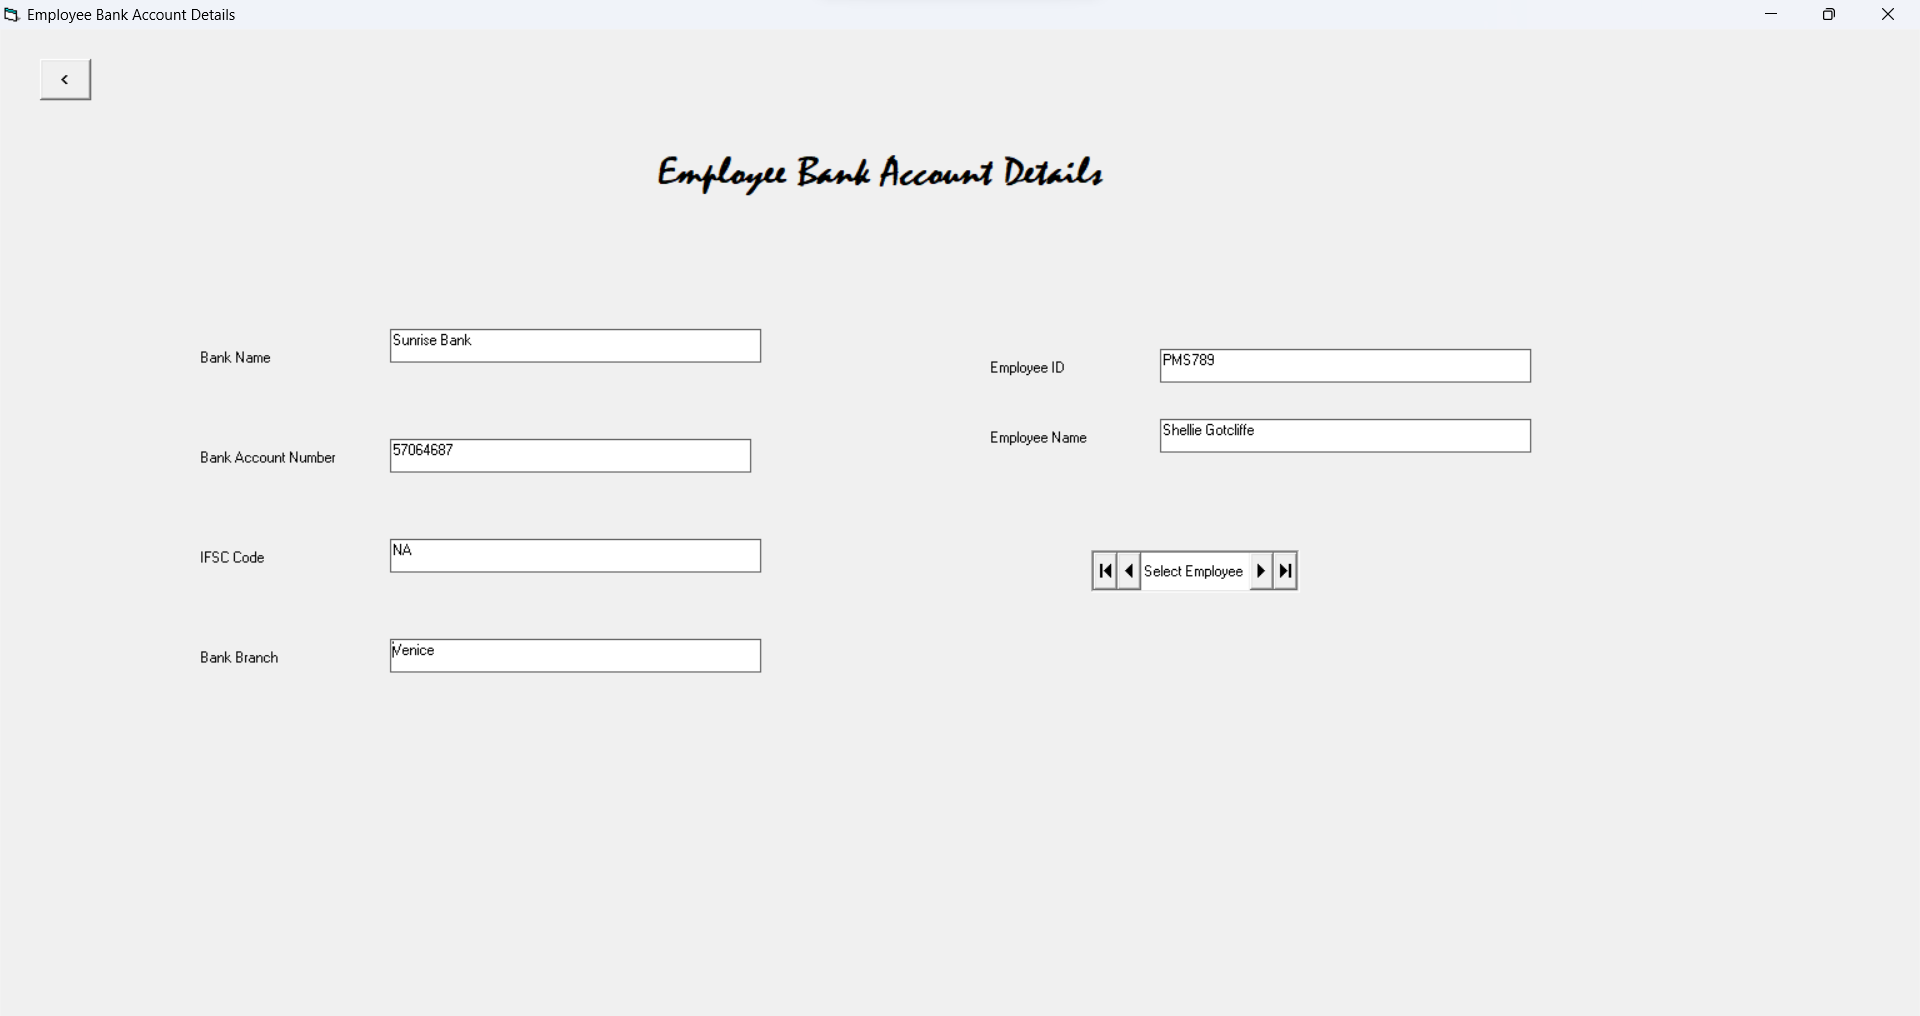 Employee Bank Account Details
<
Employee Bank Account Details
Bank Name
Sunrise Bank
Bank Account Number
57064687
IFSC Code
NA
Bank Branch
Venice
Employee ID
PMS789
Employee Name
Shellie Gotcliffe
Select Employee